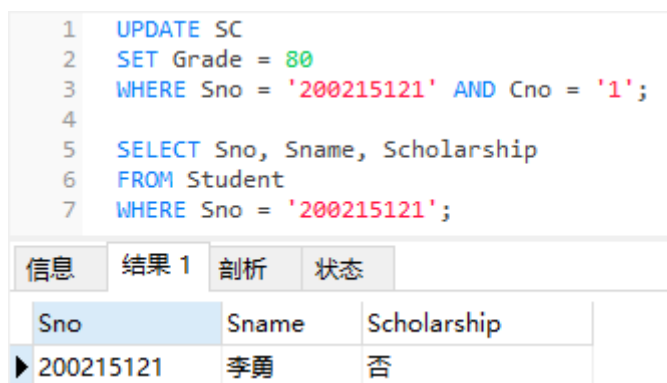 1 UPDATE SC
2 SET Grade = 80
3 WHERE Sno = '200215121' AND Cno = '1';
4
5 SELECT Sno, Sname, Scholarship
6 FROM Student
7 WHERE Sno = '200215121';
信息 结果 1 剖析 状态
Sno Sname Scholarship
200215121 李勇 否